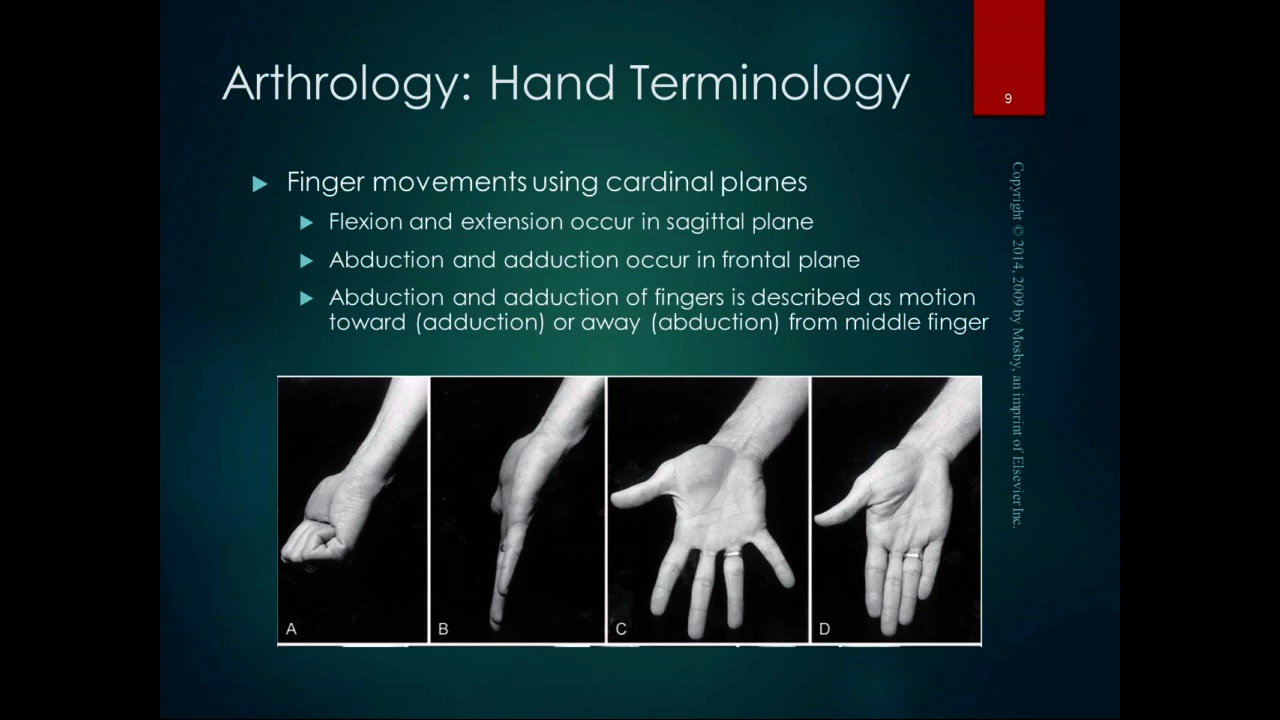 Arthrology: Hand Terminology
9
Finger movements using cardinal planes
Flexion and extension occur in sagittal plane
Abduction and adduction occur in frontal plane
Abduction and adduction of fingers is described as motion
toward (adduction) or away (abduction) from middle finger
Copyright © 2014, 2009 by Mosby, an imprint of Elsevier Inc.
A
B
C
D